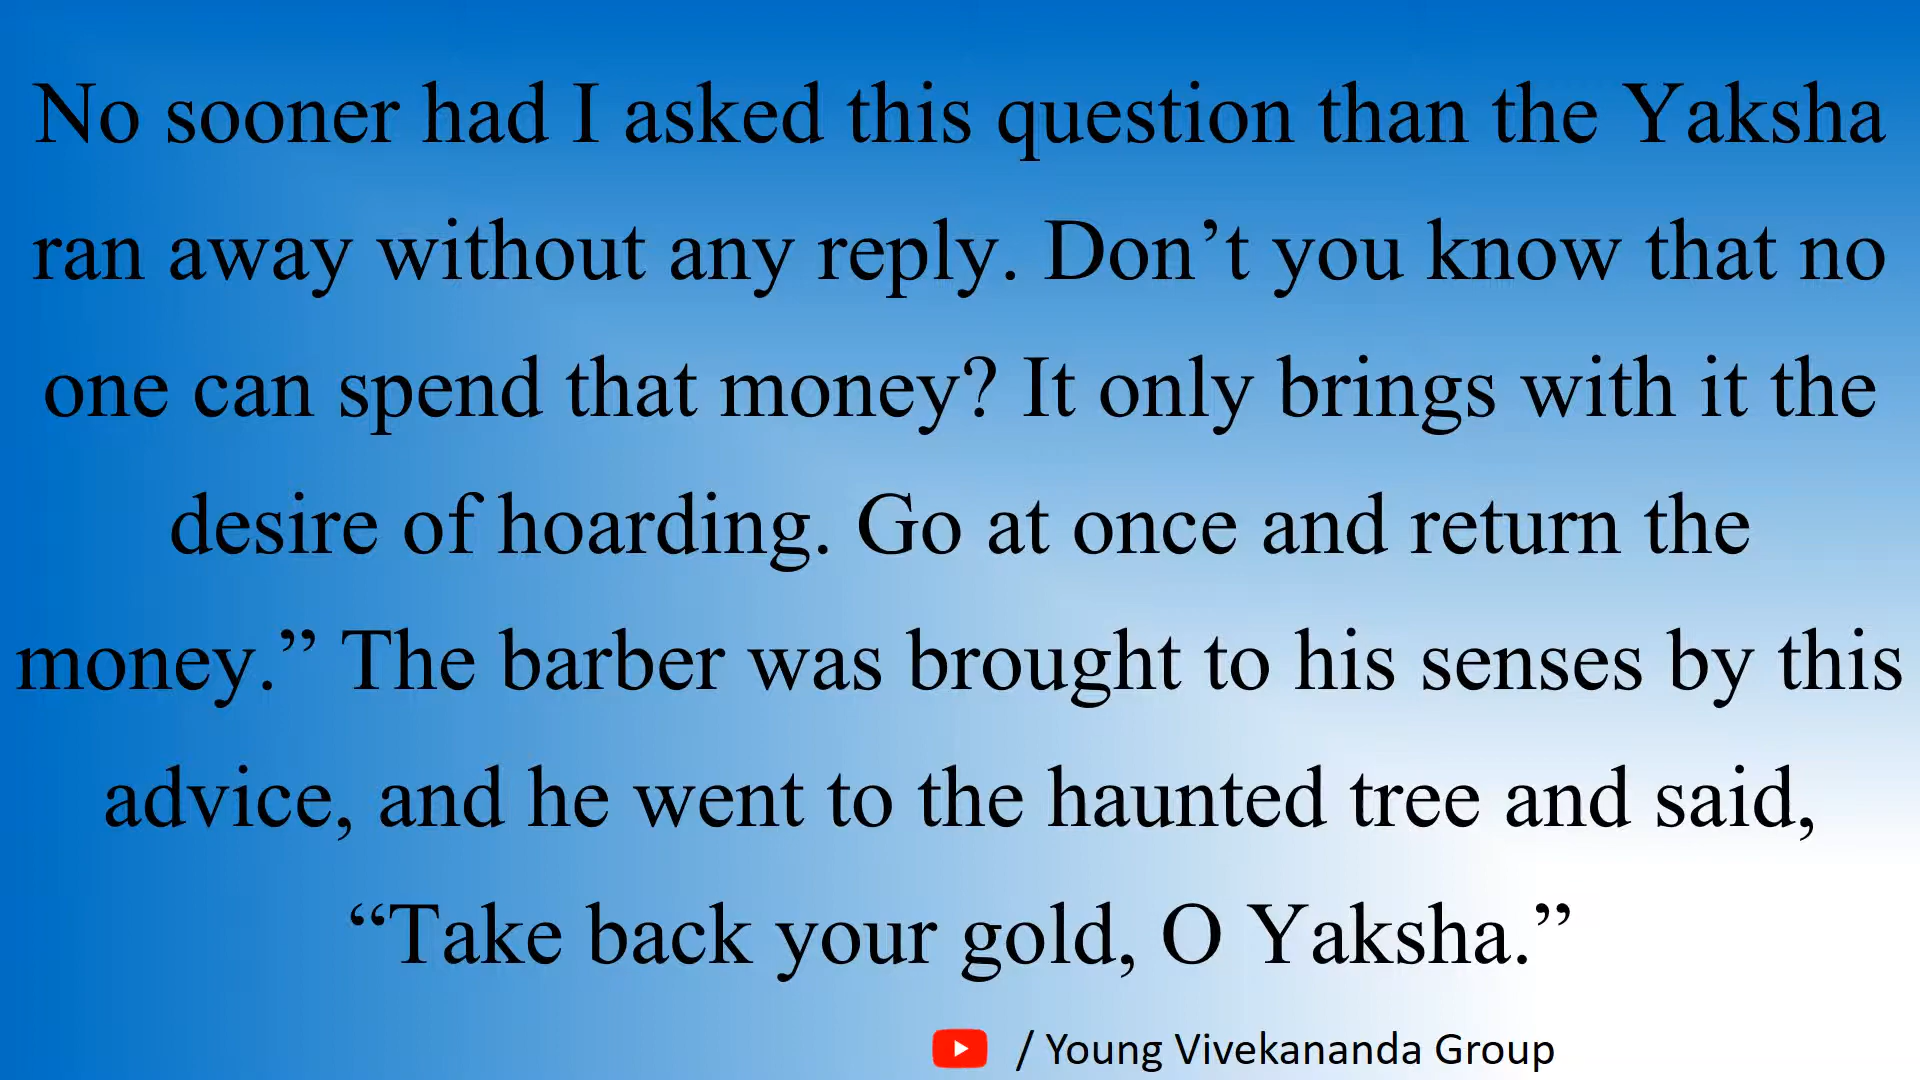 No sooner had I asked this question than the Yaksha
ran away without any reply. Don’t you know that no
one can spend that money? It only brings with it the
desire of hoarding. Go at once and return the
money.” The barber was brought to his senses by this
advice, and he went to the haunted tree and said,
“Take back your gold, O Yaksha.”
/ Young Vivekananda Group